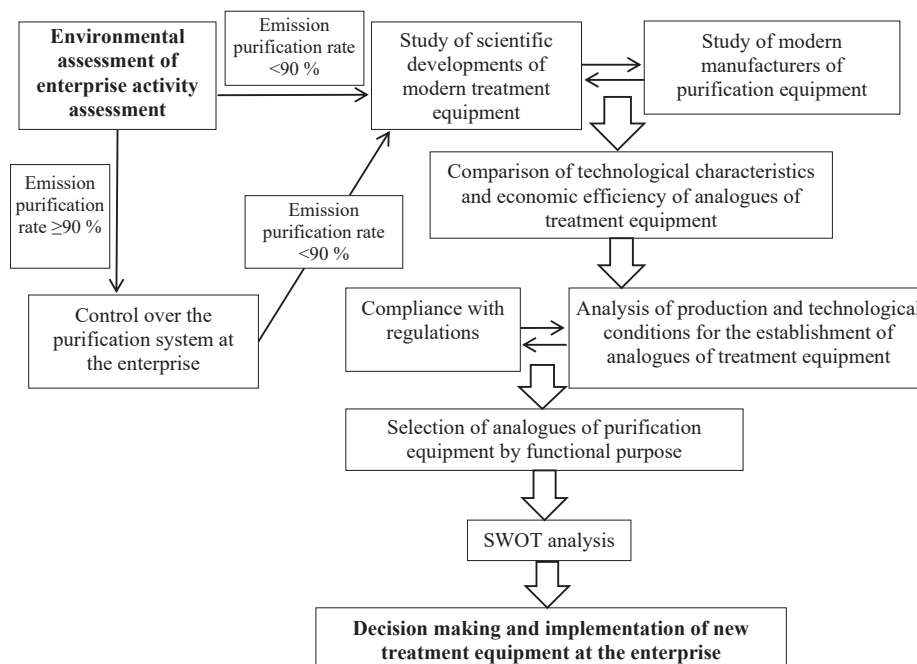 Environmental
assessment of
enterprise activity
assessment
Emission
purification rate
<90 %
Study of scientific
developments of
modern treatment
equipment
Study of modern
manufacturers of
purification equipment
Emission
purification
rate ≥90 %
Emission
purification rate
<90 %
Comparison of technological characteristics
and economic efficiency of analogues of
treatment equipment
Control over the
purification system at
the enterprise
Compliance with
regulations
Analysis of production and technological
conditions for the establishment of
analogues of treatment equipment
Selection of analogues of purification
equipment by functional purpose
SWOT analysis
Decision making and implementation of new
treatment equipment at the enterprise